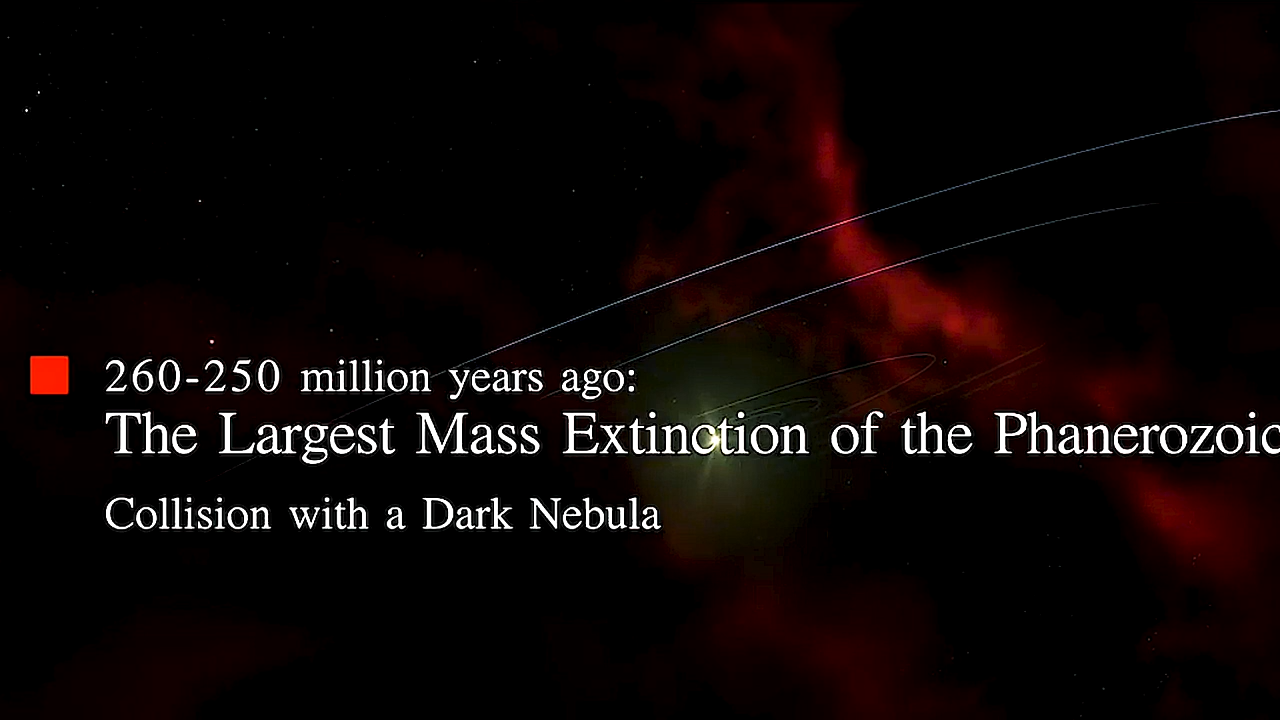 260-250 million years ago:
The Largest Mass Extinction of the Phanerozoic
Collision with a Dark Nebula